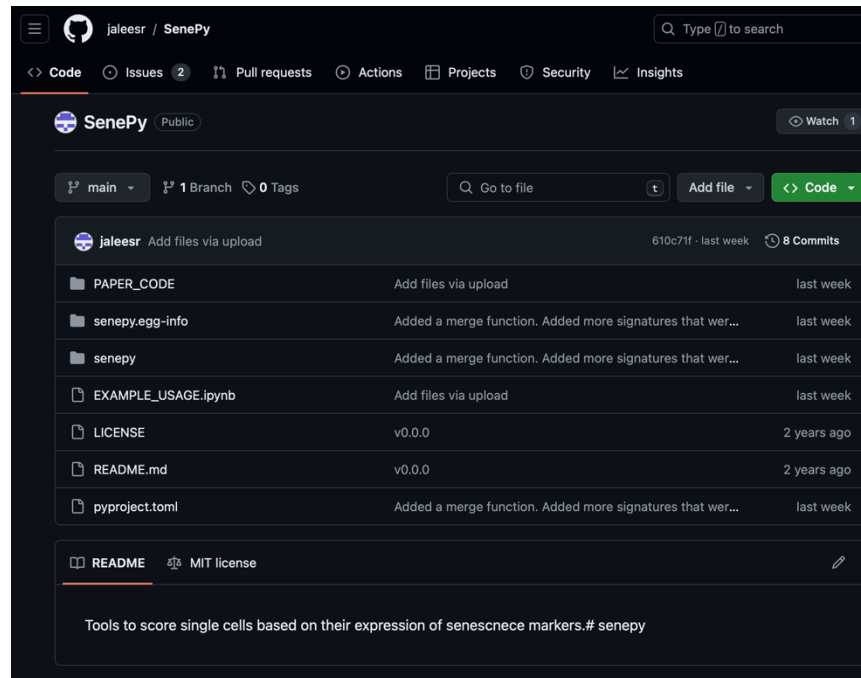 jaleesr / SenePy
Type / to search
Code Issues 2 Pull requests Actions Projects Security Insights
SenePy Public Watch 1
main 1 Branch 0 Tags Go to file t Add file Code
jaleesr Add files via upload 610c71f · last week 8 Commits
PAPER_CODE Add files via upload last week
senepy.egg-info Added a merge function. Added more signatures that wer... last week
senepy Added a merge function. Added more signatures that wer... last week
EXAMPLE_USAGE.ipynb Add files via upload last week
LICENSE v0.0.0 2 years ago
README.md v0.0.0 2 years ago
pyproject.toml Added a merge function. Added more signatures that wer... last week
README MIT license
Tools to score single cells based on their expression of senescnece markers.# senepy